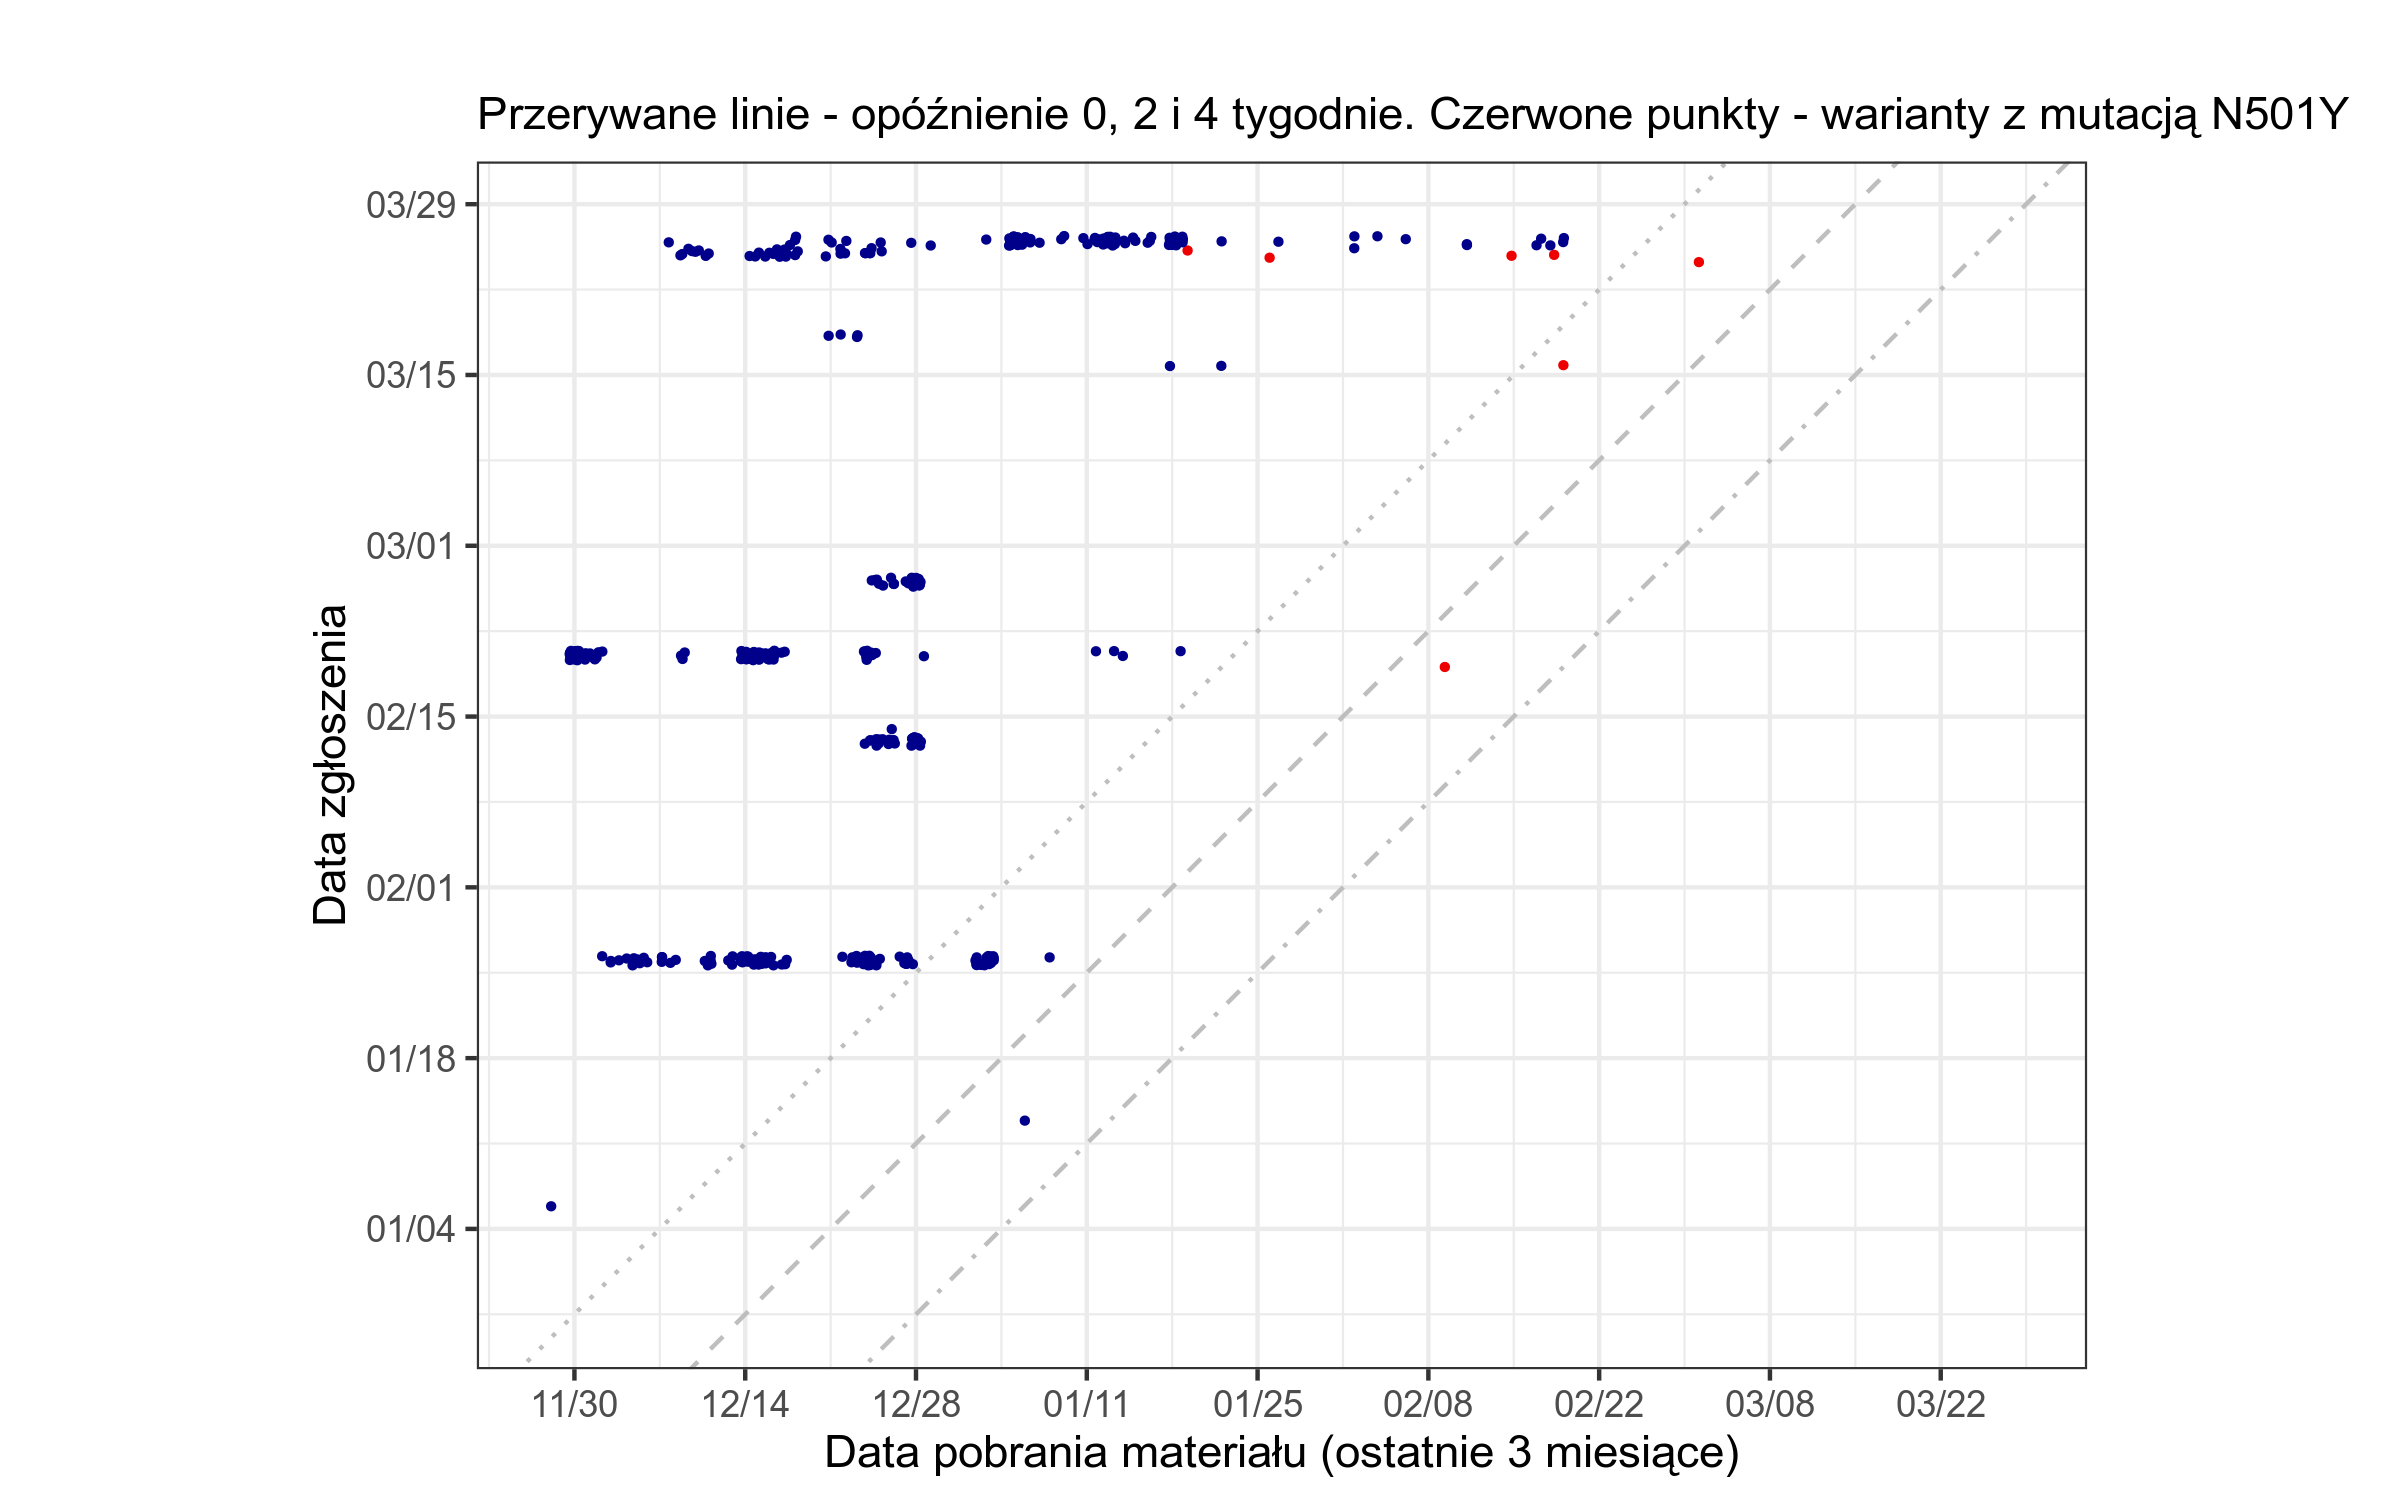 Przerywane linie - opóźnienie 0, 2 i 4 tygodnie. Czerwone punkty - warianty z mutacją N501Y
03/29
03/15
03/01
02/15
02/01
01/18
01/04
Data zgłoszenia
11/30 12/14 12/28 01/11 01/25 02/08 02/22 03/08 03/22
Data pobrania materiału (ostatnie 3 miesiące)